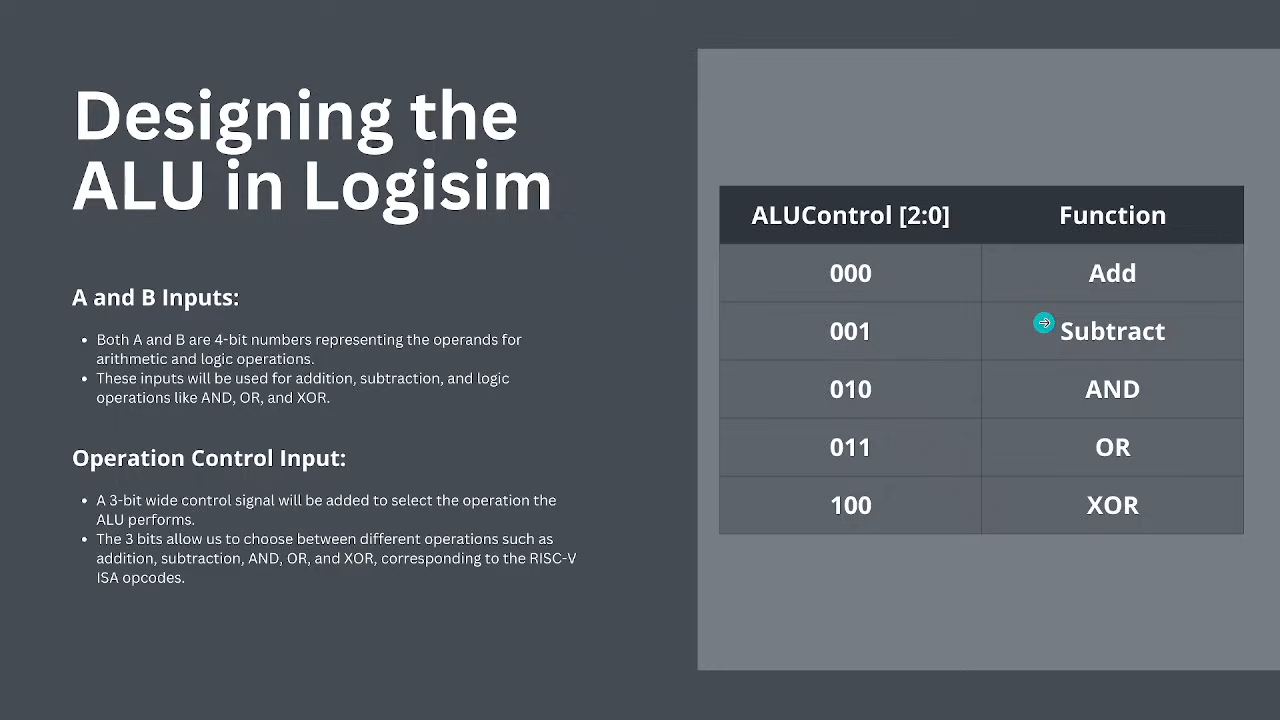 Designing the
ALU in Logisim
A and B Inputs:
• Both A and B are 4-bit numbers representing the operands for
arithmetic and logic operations.
• These inputs will be used for addition, subtraction, and logic
operations like AND, OR, and XOR.
Operation Control Input:
• A 3-bit wide control signal will be added to select the operation the
ALU performs.
• The 3 bits allow us to choose between different operations such as
addition, subtraction, AND, OR, and XOR, corresponding to the RISC-V
ISA opcodes.
ALUControl [2:0] Function
000 Add
001 Subtract
010 AND
011 OR
100 XOR